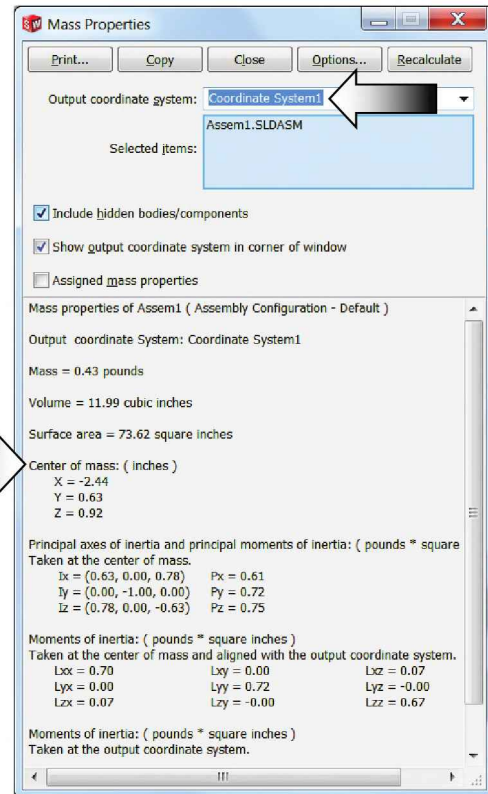 SW Mass Properties
Print... Copy Close Options... Recalculate
Output coordinate system: Coordinate System1
Assem1.SLDASM
Selected items:
Include hidden bodies/components
Show output coordinate system in corner of window
Assigned mass properties
Mass properties of Assem1 ( Assembly Configuration - Default )
Output coordinate System: Coordinate System1
Mass = 0.43 pounds
Volume = 11.99 cubic inches
Surface area = 73.62 square inches
Center of mass: ( inches )
X = -2.44
Y = 0.63
Z = 0.92
Principal axes of inertia and principal moments of inertia: ( pounds * square
Taken at the center of mass.
Ix = (0.63, 0.00, 0.78) Px = 0.61
Iy = (0.00, -1.00, 0.00) Py = 0.72
Iz = (0.78, 0.00, -0.63) Pz = 0.75
Moments of inertia: ( pounds * square inches )
Taken at the center of mass and aligned with the output coordinate system.
Lxx = 0.70 Lxy = 0.00 Lxz = 0.07
Lyx = 0.00 Lyy = 0.72 Lyz = -0.00
Lzx = 0.07 Lzy = -0.00 Lzz = 0.67
Moments of inertia: ( pounds * square inches )
Taken at the output coordinate system.